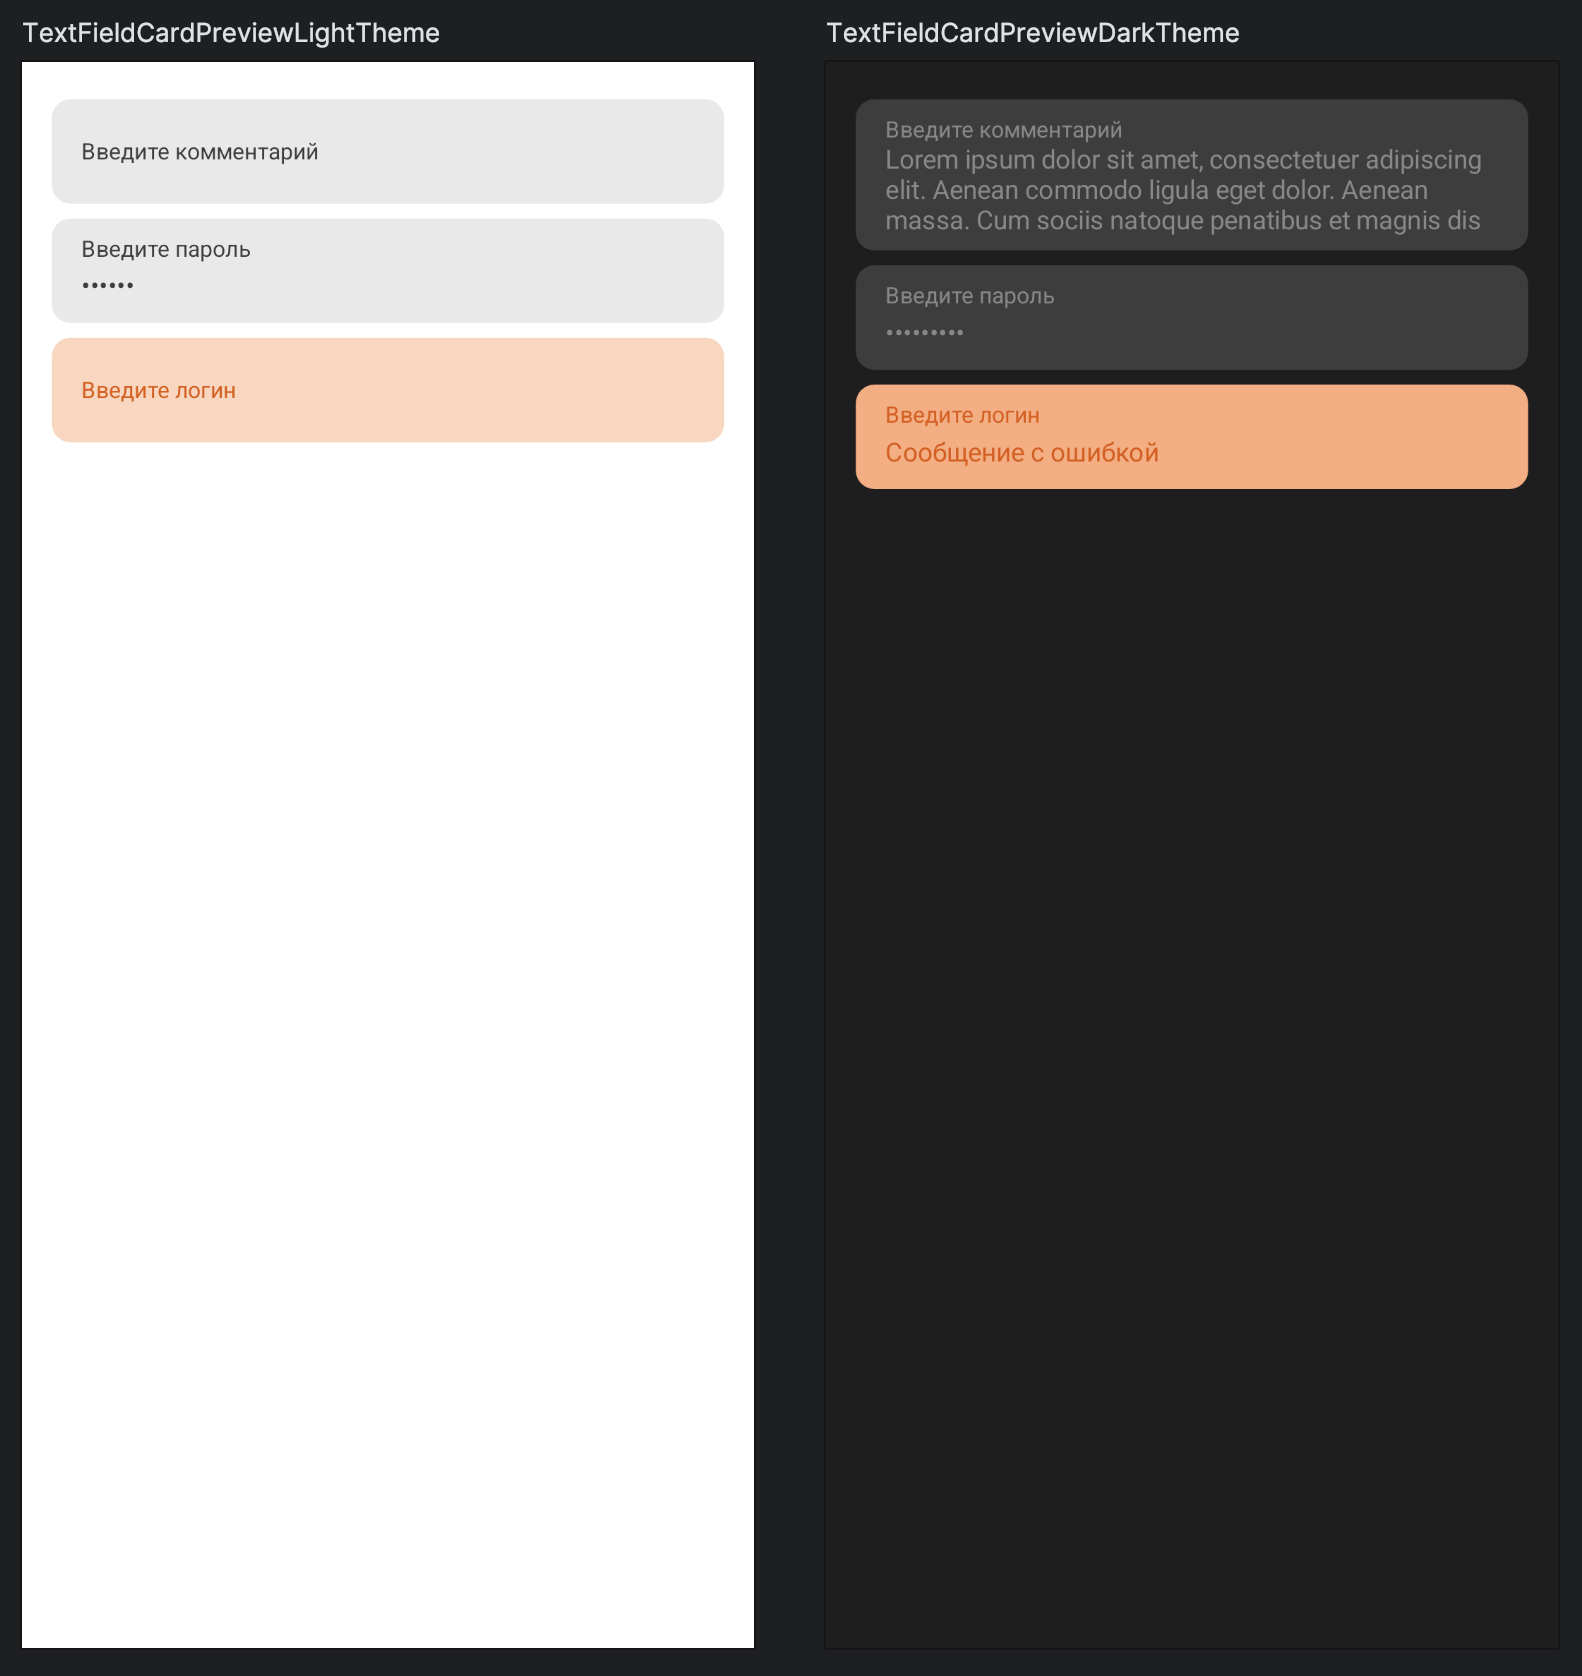 TextFieldCardPreviewLightTheme
Введите комментарий
Введите пароль
••••••
Введите логин
TextFieldCardPreviewDarkTheme
Введите комментарий
Lorem ipsum dolor sit amet, consectetuer adipiscing
elit. Aenean commodo ligula eget dolor. Aenean
massa. Cum sociis natoque penatibus et magnis dis
Введите пароль
•••••••••
Введите логин
Сообщение с ошибкой